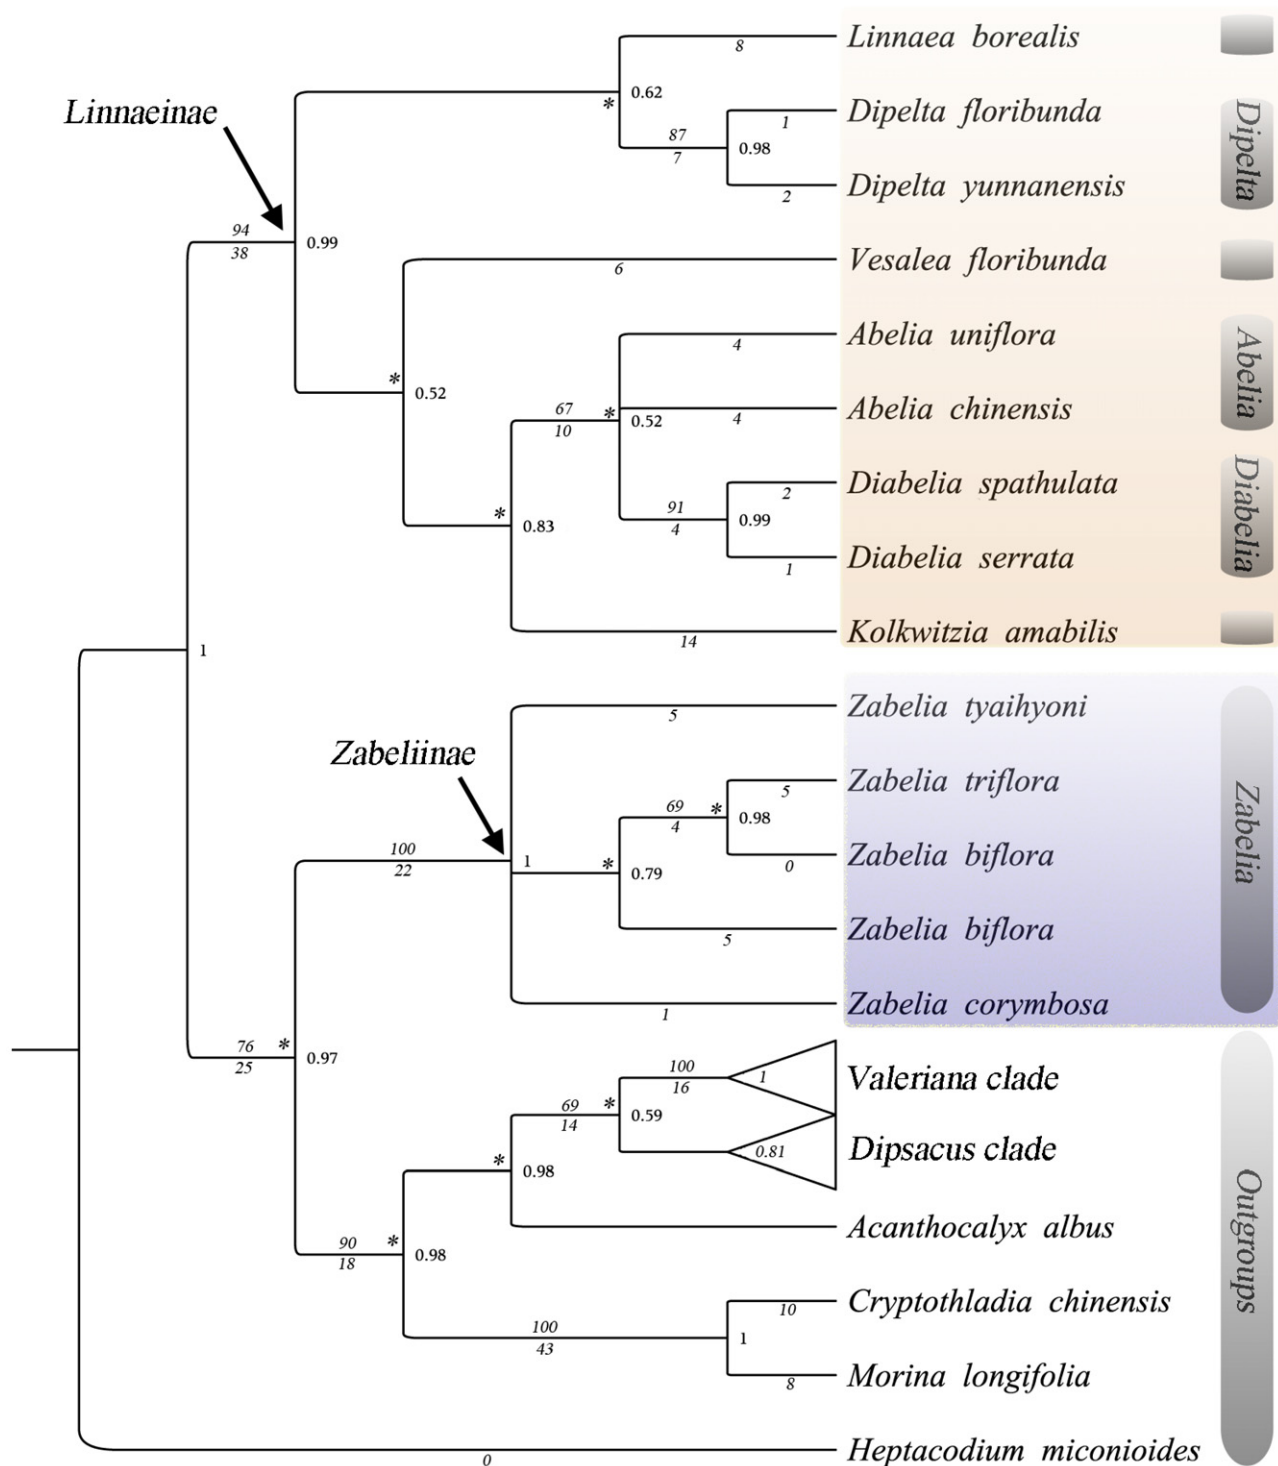 Linnaea borealis
8
Linnaeinae
*
0.62
Dipelta floribunda
1
87
7
0.98
Dipelta yunnanensis
2
Dipelta
94
38
0.99
Vesalea floribunda
6
Abelia uniflora
4
*
0.52
67
10
*
0.52
Abelia chinensis
4
Abelia
Diabelia spathulata
2
91
4
0.99
*
0.83
Diabelia serrata
1
Diabelia
Kolkwitzia amabilis
14
1
Zabelia tyaihyoni
5
Zabeliinae
Zabelia triflora
5
69
4
*
0.98
100
22
1
*
0.79
Zabelia biflora
0
Zabelia
Zabelia biflora
5
Zabelia corymbosa
1
76
25
*
0.97
100
16
1
Valeriana clade
69
14
*
0.59
0.81
Dipsacus clade
*
0.98
Acanthocalyx albus
90
18
*
0.98
Outgroups
Cryptothladia chinensis
10
100
43
1
Morina longifolia
8
Heptacodium miconioides
0